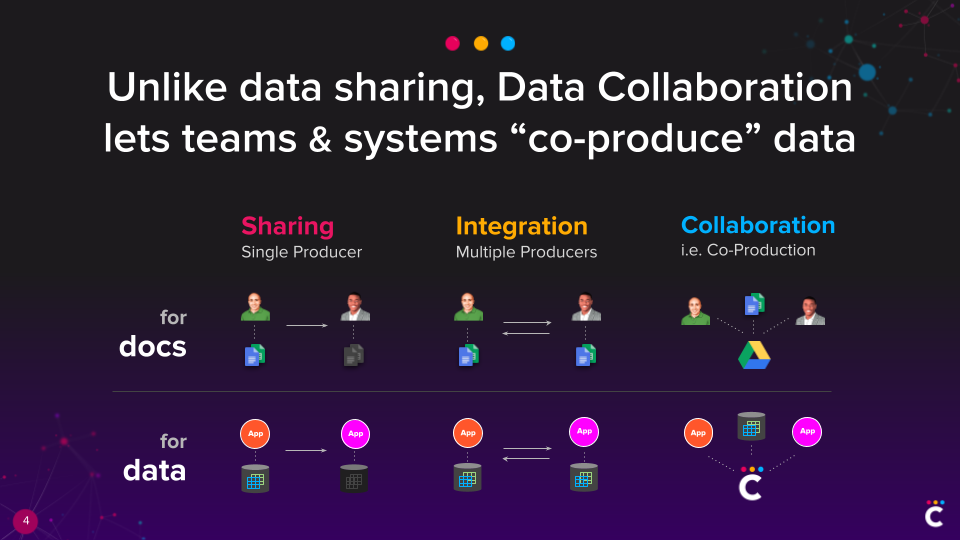 Unlike data sharing, Data Collaboration
lets teams & systems “co-produce” data
Sharing
Single Producer
Integration
Multiple Producers
Collaboration
i.e. Co-Production
for
docs
for
data
App
App
App
App
App
App
C
4
C